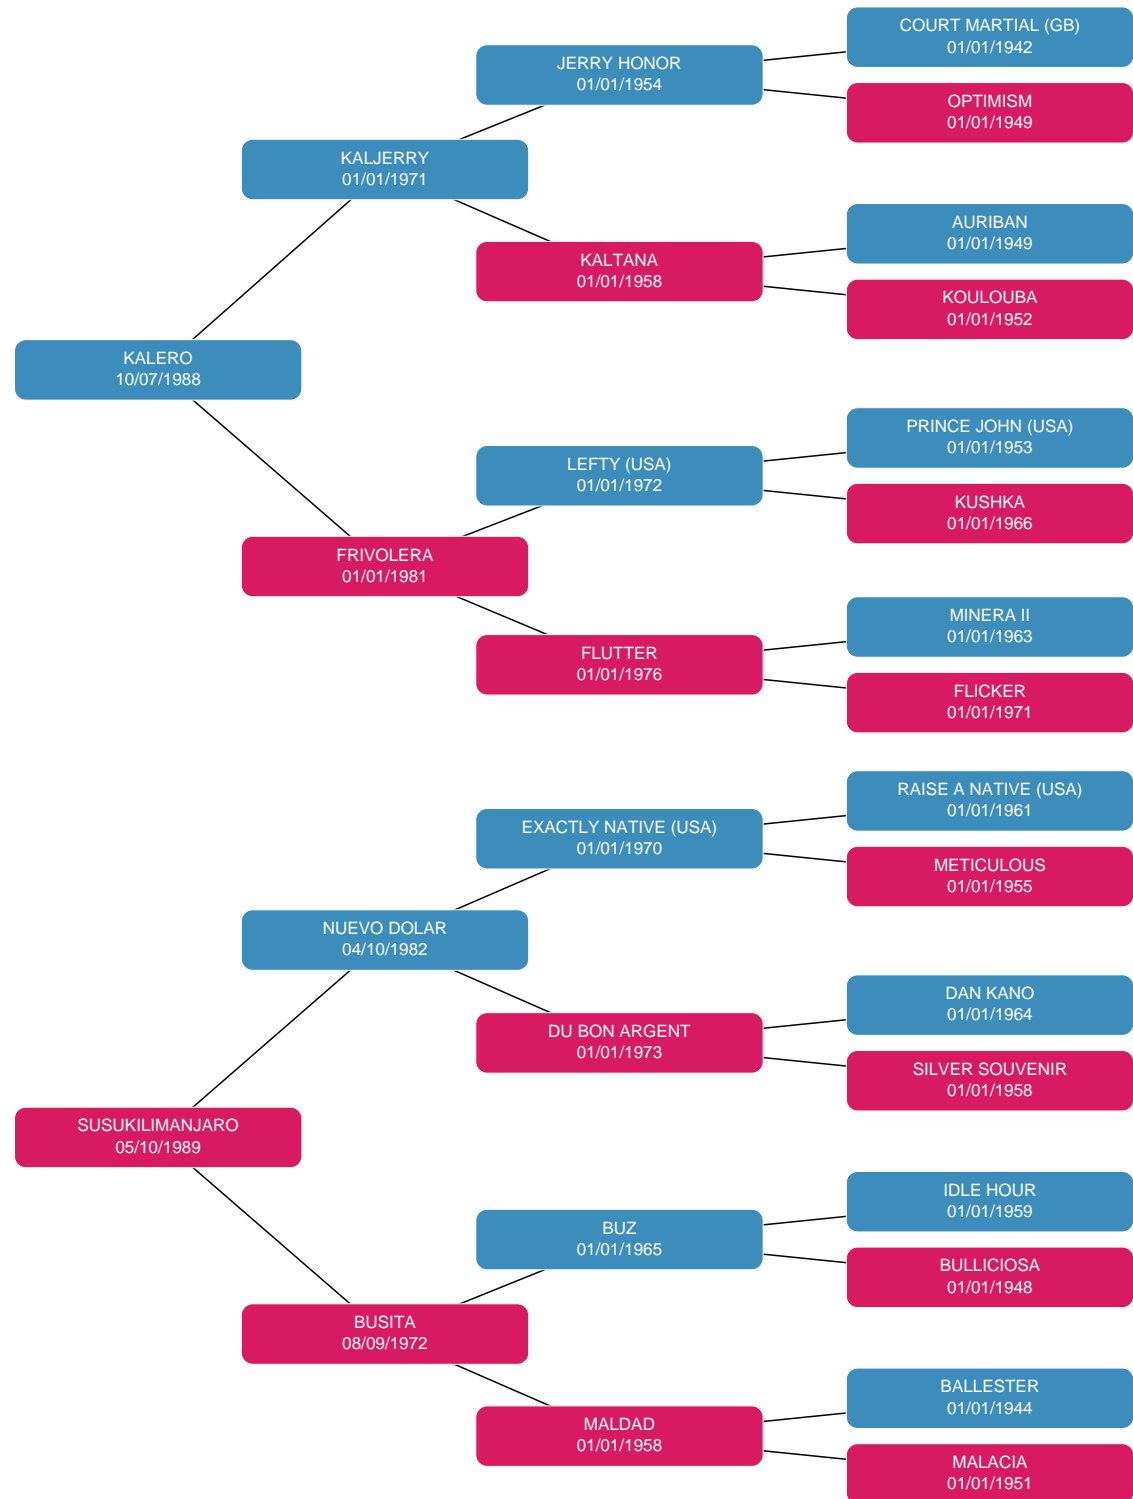 COURT MARTIAL (GB)
01/01/1942
JERRY HONOR
01/01/1954
OPTIMISM
01/01/1949
KALJERRY
01/01/1971
AURIBAN
01/01/1949
KALTANA
01/01/1958
KOULOUBA
01/01/1952
KALERO
10/07/1988
PRINCE JOHN (USA)
01/01/1953
LEFTY (USA)
01/01/1972
KUSHKA
01/01/1966
FRIVOLERA
01/01/1981
MINERA II
01/01/1963
FLUTTER
01/01/1976
FLICKER
01/01/1971
RAISE A NATIVE (USA)
01/01/1961
EXACTLY NATIVE (USA)
01/01/1970
METICULOUS
01/01/1955
NUEVO DOLAR
04/10/1982
DAN KANO
01/01/1964
DU BON ARGENT
01/01/1973
SILVER SOUVENIR
01/01/1958
SUSUKILIMANJARO
05/10/1989
IDLE HOUR
01/01/1959
BUZ
01/01/1965
BULLICIOSA
01/01/1948
BUSITA
08/09/1972
BALLESTER
01/01/1944
MALDAD
01/01/1958
MALACIA
01/01/1951